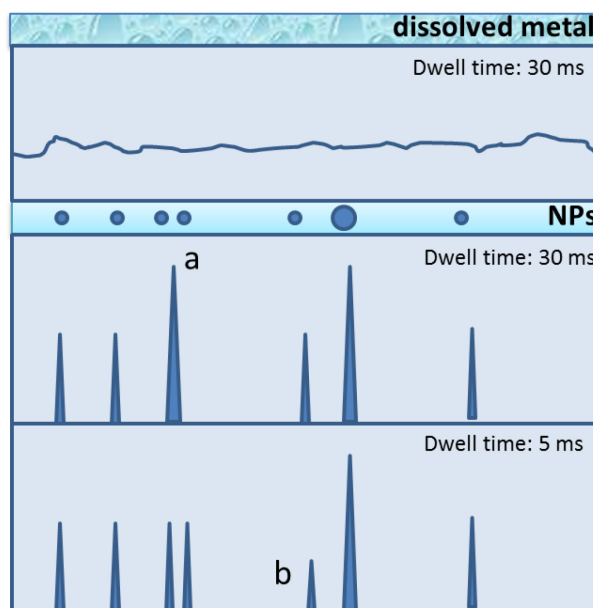 dissolved metal
Dwell time: 30 ms
NPs
Dwell time: 30 ms
a
Dwell time: 5 ms
b